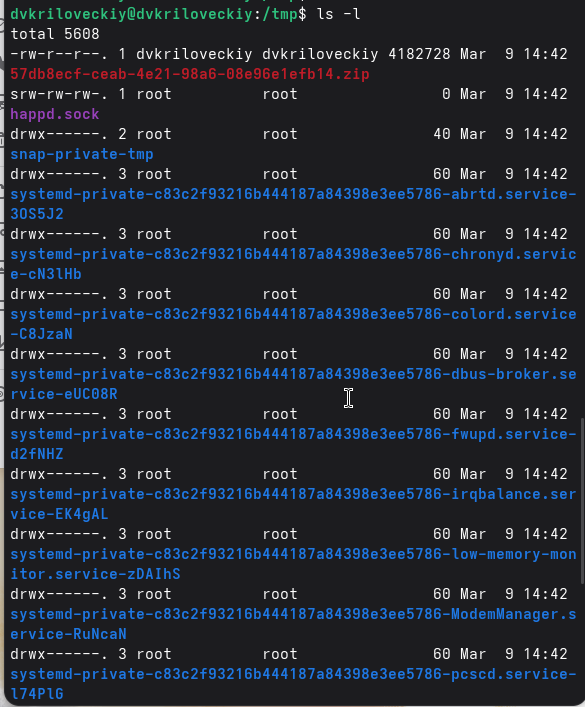 dvkriloveckiy@dvkriloveckiy:/tmp$ ls -l
total 5608
-rw-r--r--. 1 dvkriloveckiy dvkriloveckiy 4182728 Mar  9 14:42
57db8ecf-ceab-4e21-98a6-08e96e1efb14.zip
srw-rw-rw-. 1 root          root                0 Mar  9 14:42
happd.sock
drwx------. 2 root          root               40 Mar  9 14:42
snap-private-tmp
drwx------. 3 root          root               60 Mar  9 14:42
systemd-private-c83c2f93216b444187a84398e3ee5786-abrtd.service-
3OS5J2
drwx------. 3 root          root               60 Mar  9 14:42
systemd-private-c83c2f93216b444187a84398e3ee5786-chronyd.servic
e-cN3lHb
drwx------. 3 root          root               60 Mar  9 14:42
systemd-private-c83c2f93216b444187a84398e3ee5786-colord.service
-C8JzaN
drwx------. 3 root          root               60 Mar  9 14:42
systemd-private-c83c2f93216b444187a84398e3ee5786-dbus-broker.se
rvice-eUC08R
drwx------. 3 root          root               60 Mar  9 14:42
systemd-private-c83c2f93216b444187a84398e3ee5786-fwupd.service-
d2fNHZ
drwx------. 3 root          root               60 Mar  9 14:42
systemd-private-c83c2f93216b444187a84398e3ee5786-irqbalance.ser
vice-EK4gAL
drwx------. 3 root          root               60 Mar  9 14:42
systemd-private-c83c2f93216b444187a84398e3ee5786-low-memory-mon
itor.service-zDAIhS
drwx------. 3 root          root               60 Mar  9 14:42
systemd-private-c83c2f93216b444187a84398e3ee5786-ModemManager.s
ervice-RuNcaN
drwx------. 3 root          root               60 Mar  9 14:42
systemd-private-c83c2f93216b444187a84398e3ee5786-pcscd.service-
l74PlG